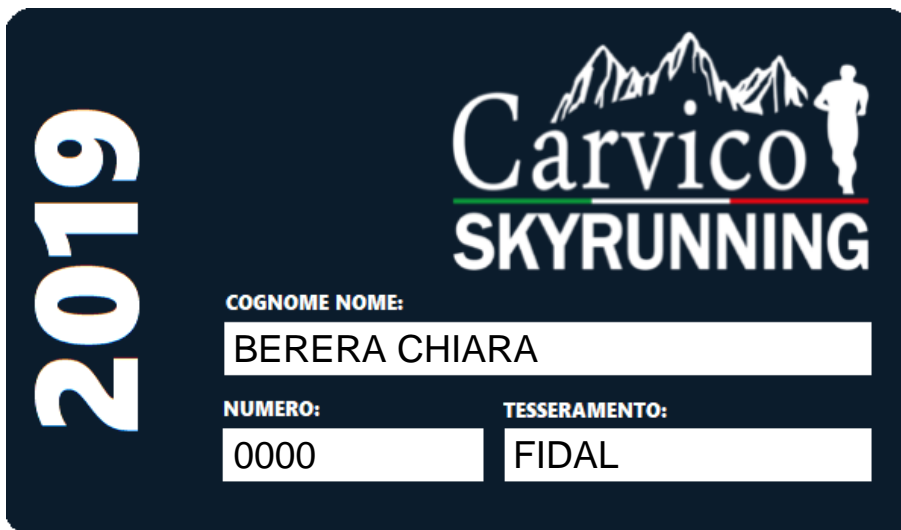 2019
Carvico
SKYRUNNING
COGNOME NOME:
BERERA CHIARA
NUMERO:
TESSERAMENTO:
0000
FIDAL